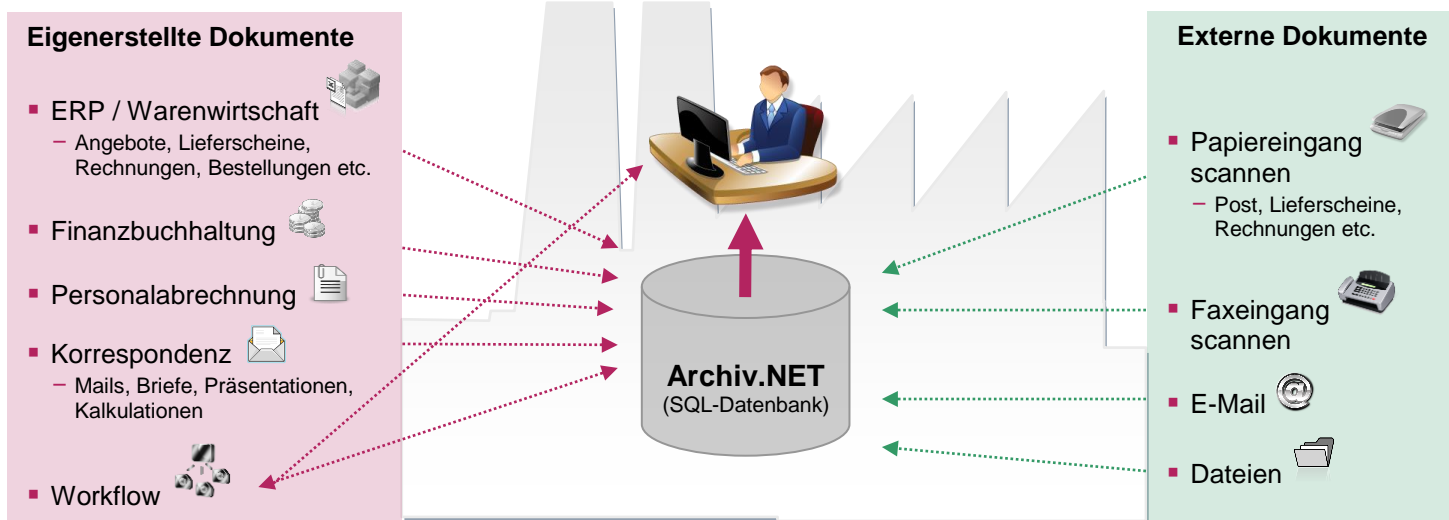 Eigenerstellte Dokumente
▪ ERP / Warenwirtschaft
– Angebote, Lieferscheine,
Rechnungen, Bestellungen etc.
▪ Finanzbuchhaltung
▪ Personalabrechnung
▪ Korrespondenz
– Mails, Briefe, Präsentationen,
Kalkulationen
▪ Workflow
Archiv.NET
(SQL-Datenbank)
Externe Dokumente
▪ Papiereingang
scannen
– Post, Lieferscheine,
Rechnungen etc.
▪ Faxeingang
scannen
▪ E-Mail
@
▪ Dateien